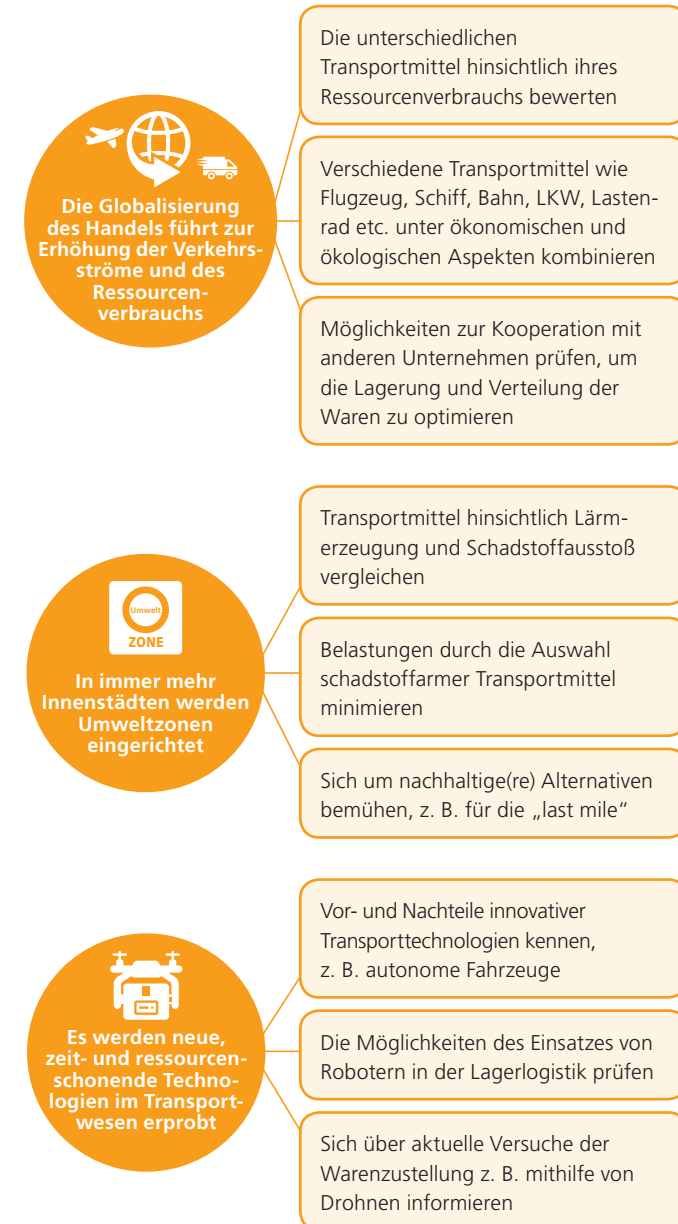 Die Globalisierung
des Handels führt zur
Erhöhung der Verkehrs-
ströme und des
Ressourcen-
verbrauchs
Die unterschiedlichen
Transportmittel hinsichtlich ihres
Ressourcenverbrauchs bewerten
Verschiedene Transportmittel wie
Flugzeug, Schiff, Bahn, LKW, Lasten-
rad etc. unter ökonomischen und
ökologischen Aspekten kombinieren
Möglichkeiten zur Kooperation mit
anderen Unternehmen prüfen, um
die Lagerung und Verteilung der
Waren zu optimieren
Umwelt
ZONE
In immer mehr
Innenstädten werden
Umweltzonen
eingerichtet
Transportmittel hinsichtlich Lärm-
erzeugung und Schadstoffausstoß
vergleichen
Belastungen durch die Auswahl
schadstoffarmer Transportmittel
minimieren
Sich um nachhaltige(re) Alternativen
bemühen, z. B. für die „last mile“
Es werden neue,
zeit- und ressourcen-
schonende Techno-
logien im Transport-
wesen erprobt
Vor- und Nachteile innovativer
Transporttechnologien kennen,
z. B. autonome Fahrzeuge
Die Möglichkeiten des Einsatzes von
Robotern in der Lagerlogistik prüfen
Sich über aktuelle Versuche der
Warenzustellung z. B. mithilfe von
Drohnen informieren